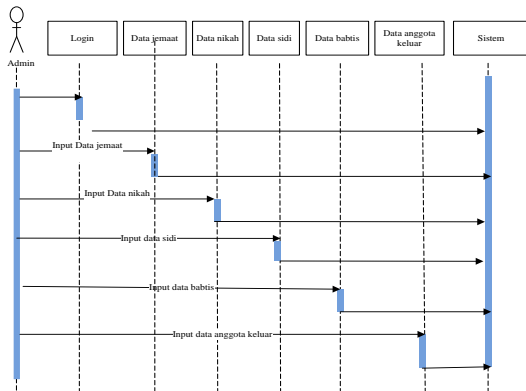 Login
Data jemaat
Data nikah
Data sidi
Data babtis
Data anggota
keluar
Sistem
Admin
Input Data jemaat
Input Data nikah
Input data sidi
Input data babtis
Input data anggota keluar